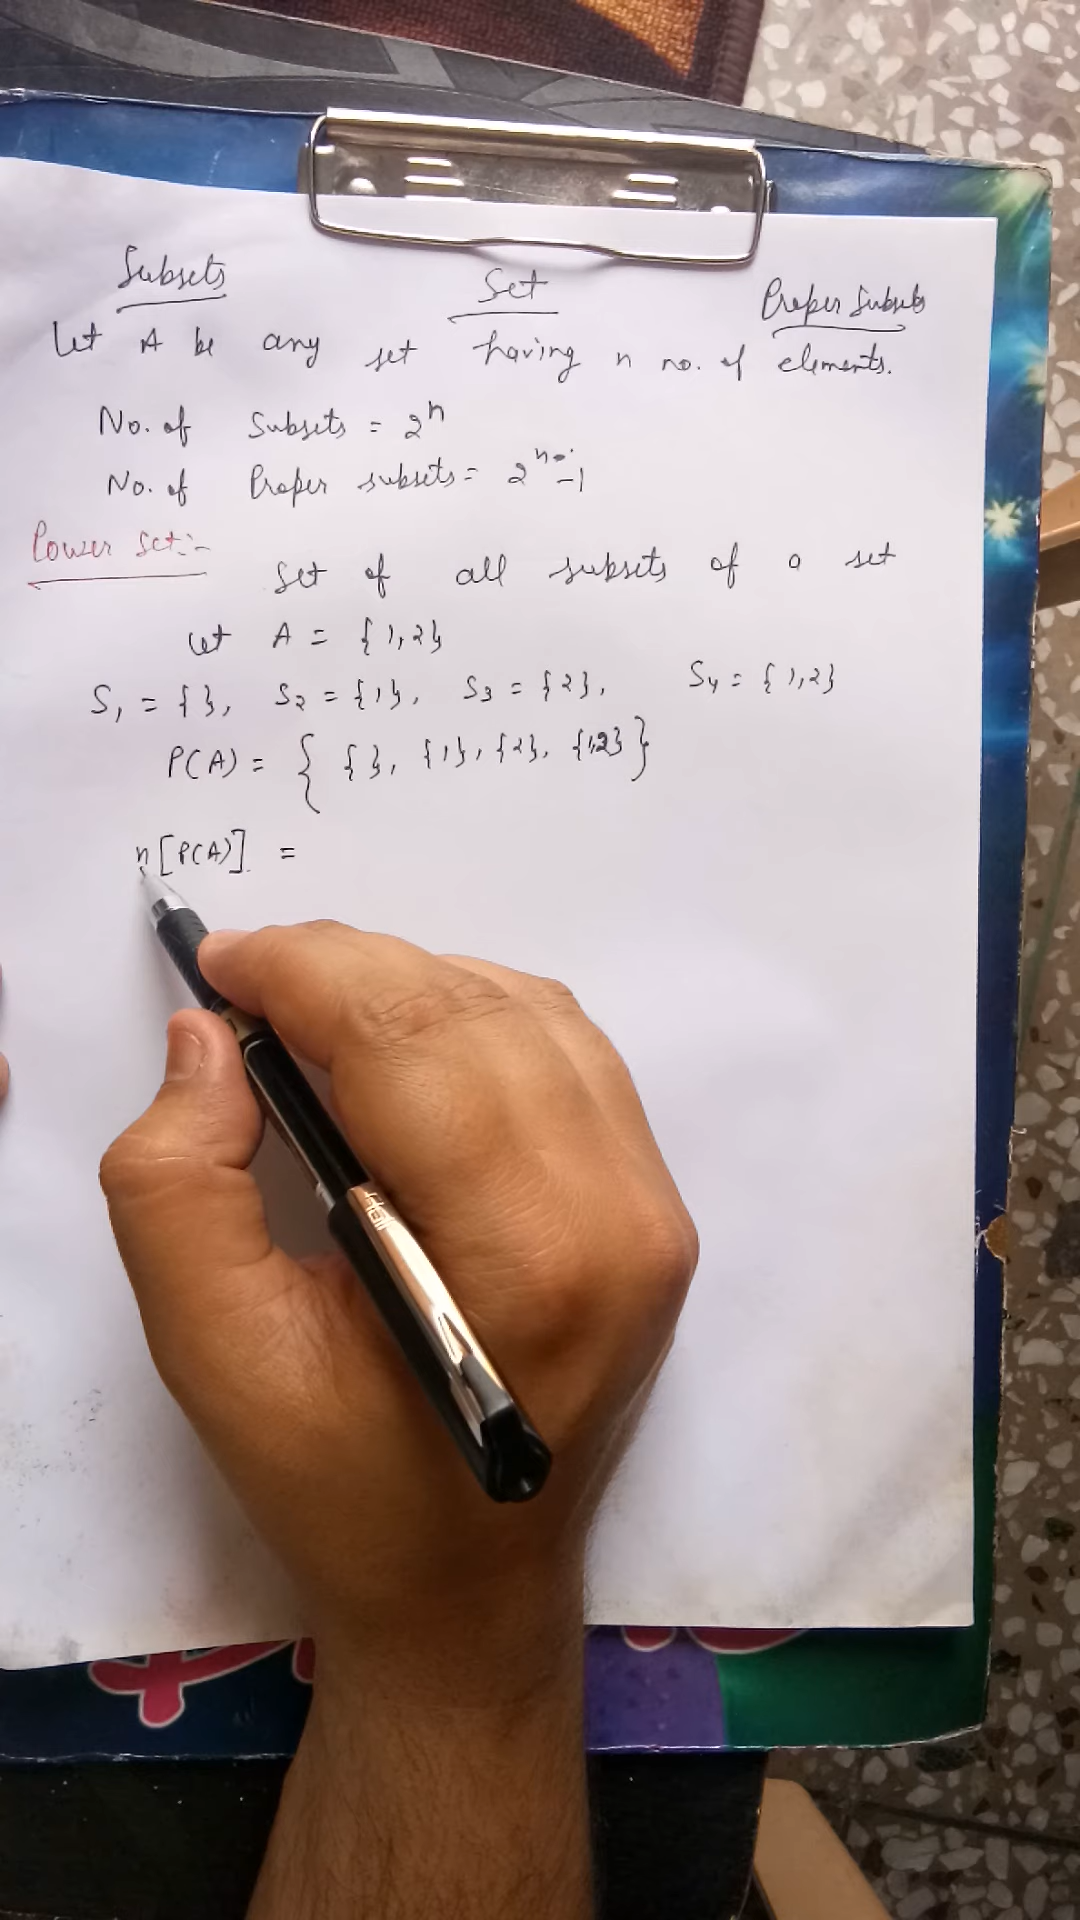 Subsets Set Proper Subsets
Let A be any set having n no. of elements.
No. of Subsets = 2ⁿ
No. of Proper subsets = 2ⁿ - 1
Power set:-
Set of all subsets of a set
Let A = { 1, 2 }
S₁ = { }, S₂ = { 1 }, S₃ = { 2 }, S₄ = { 1, 2 }
P(A) = { { }, { 1 }, { 2 }, { 1,2 } }
n [P(A)] =